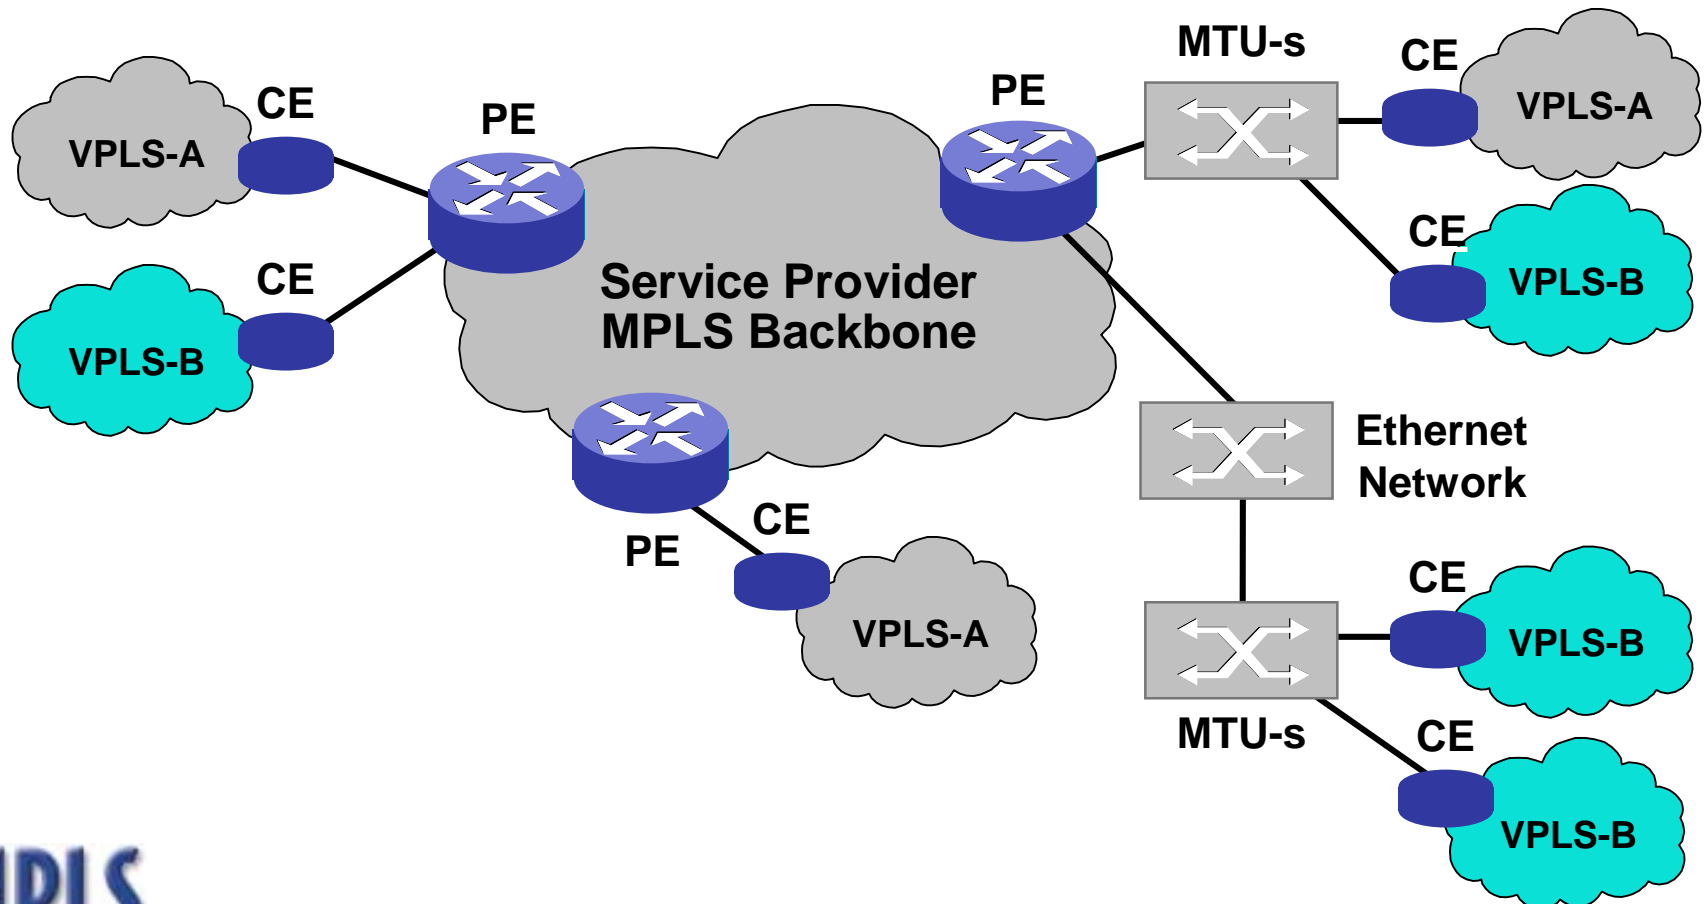 MTU-s
CE
PE
VPLS-A
CE
PE
VPLS-A
CE
VPLS-B
Service Provider
MPLS Backbone
CE
VPLS-B
Ethernet
Network
CE
PE
VPLS-A
CE
VPLS-B
MTU-s
CE
VPLS-B